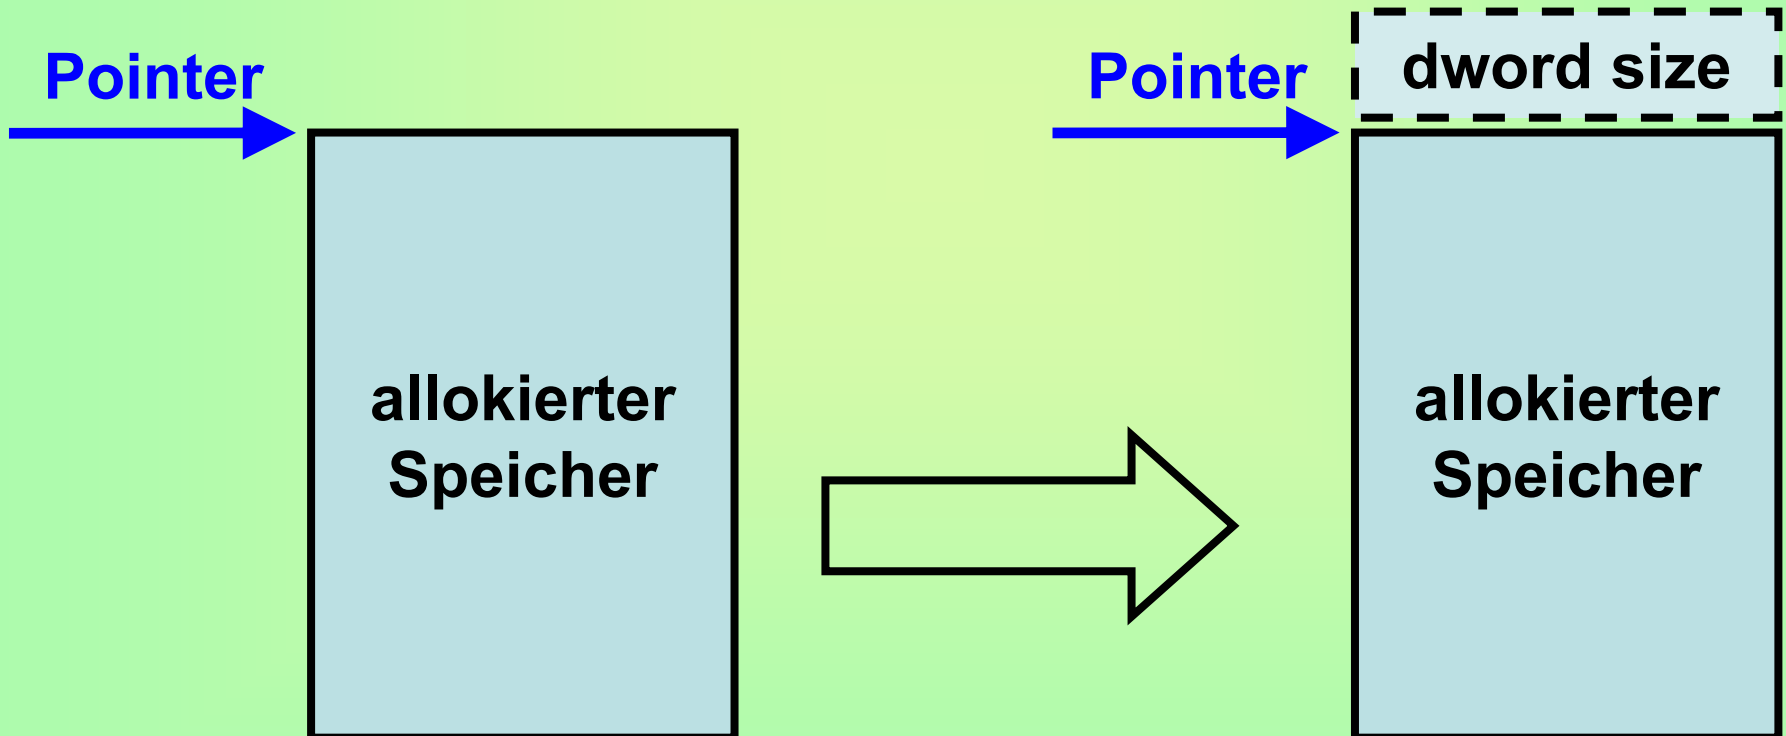 Pointer
allokierter
Speicher
Pointer
dword size
allokierter
Speicher